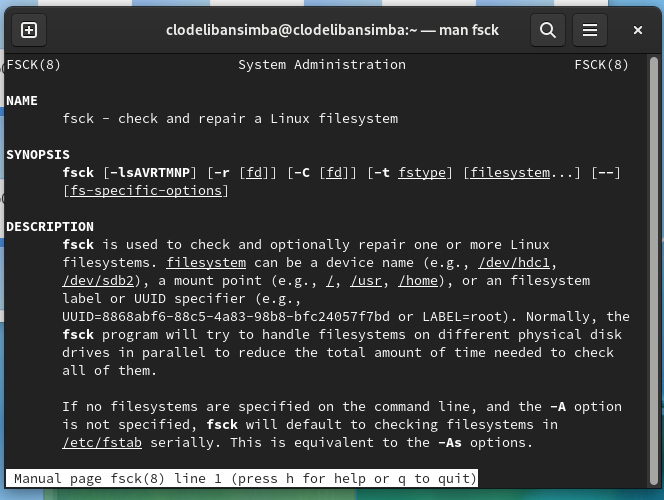 clodelibansimba@clodelibansimba:~ — man fsck
FSCK(8) System Administration FSCK(8)
NAME
fsck - check and repair a Linux filesystem
SYNOPSIS
fsck [-lsAVRTMNP] [-r [fd]] [-C [fd]] [-t fstype] [filesystem...] [--]
[fs-specific-options]
DESCRIPTION
fsck is used to check and optionally repair one or more Linux
filesystems. filesystem can be a device name (e.g., /dev/hdc1,
/dev/sdb2), a mount point (e.g., /, /usr, /home), or an filesystem
label or UUID specifier (e.g.,
UUID=8868abf6-88c5-4a83-98b8-bfc24057f7bd or LABEL=root). Normally, the
fsck program will try to handle filesystems on different physical disk
drives in parallel to reduce the total amount of time needed to check
all of them.
If no filesystems are specified on the command line, and the -A option
is not specified, fsck will default to checking filesystems in
/etc/fstab serially. This is equivalent to the -As options.
Manual page fsck(8) line 1 (press h for help or q to quit)